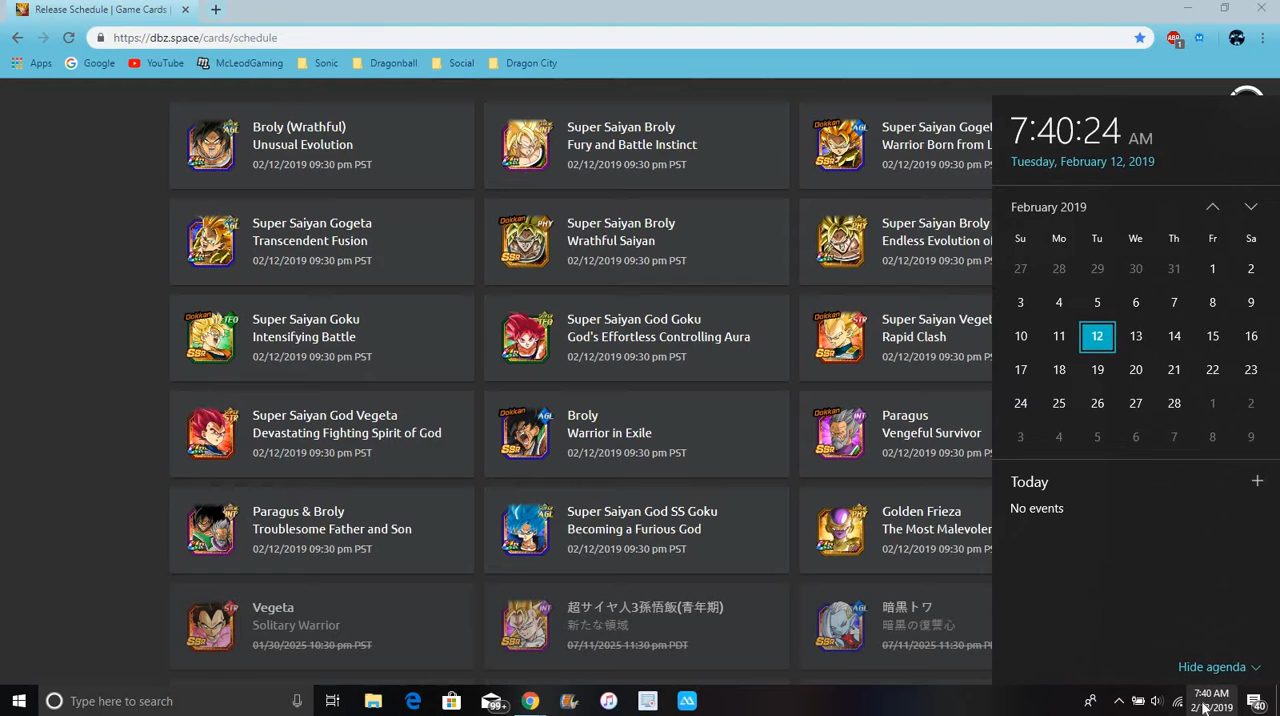 Release Schedule | Game Cards |
https://dbz.space/cards/schedule
ABP 1
Apps Google YouTube McLeodGaming Sonic Dragonball Social Dragon City
Broly (Wrathful)
Unusual Evolution
02/12/2019 09:30 pm PST
Super Saiyan Broly
Fury and Battle Instinct
02/12/2019 09:30 pm PST
Super Saiyan Goget
Warrior Born from L
02/12/2019 09:30 pm PS
Super Saiyan Gogeta
Transcendent Fusion
02/12/2019 09:30 pm PST
Super Saiyan Broly
Wrathful Saiyan
02/12/2019 09:30 pm PST
Super Saiyan Broly
Endless Evolution of
02/12/2019 09:30 pm PS
Super Saiyan Goku
Intensifying Battle
02/12/2019 09:30 pm PST
Super Saiyan God Goku
God's Effortless Controlling Aura
02/12/2019 09:30 pm PST
Super Saiyan Veget
Rapid Clash
02/12/2019 09:30 pm PS
Super Saiyan God Vegeta
Devastating Fighting Spirit of God
02/12/2019 09:30 pm PST
Broly
Warrior in Exile
02/12/2019 09:30 pm PST
Paragus
Vengeful Survivor
02/12/2019 09:30 pm PS
Paragus & Broly
Troublesome Father and Son
02/12/2019 09:30 pm PST
Super Saiyan God SS Goku
Becoming a Furious God
02/12/2019 09:30 pm PST
Golden Frieza
The Most Malevoler
02/12/2019 09:30 pm PS
Vegeta
Solitary Warrior
01/30/2025 10:30 pm PST
超サイヤ人3孫悟飯(青年期)
新たな領域
07/11/2025 11:30 pm PDT
暗黒トワ
暗黒の復讐心
07/11/2025 11:30 pm P
7:40:24 AM
Tuesday, February 12, 2019
February 2019
Su Mo Tu We Th Fr Sa
27 28 29 30 31 1 2
3 4 5 6 7 8 9
10 11 12 13 14 15 16
17 18 19 20 21 22 23
24 25 26 27 28 1 2
3 4 5 6 7 8 9
Today
No events
Hide agenda
Type here to search
99+
7:40 AM
2/12/2019
40